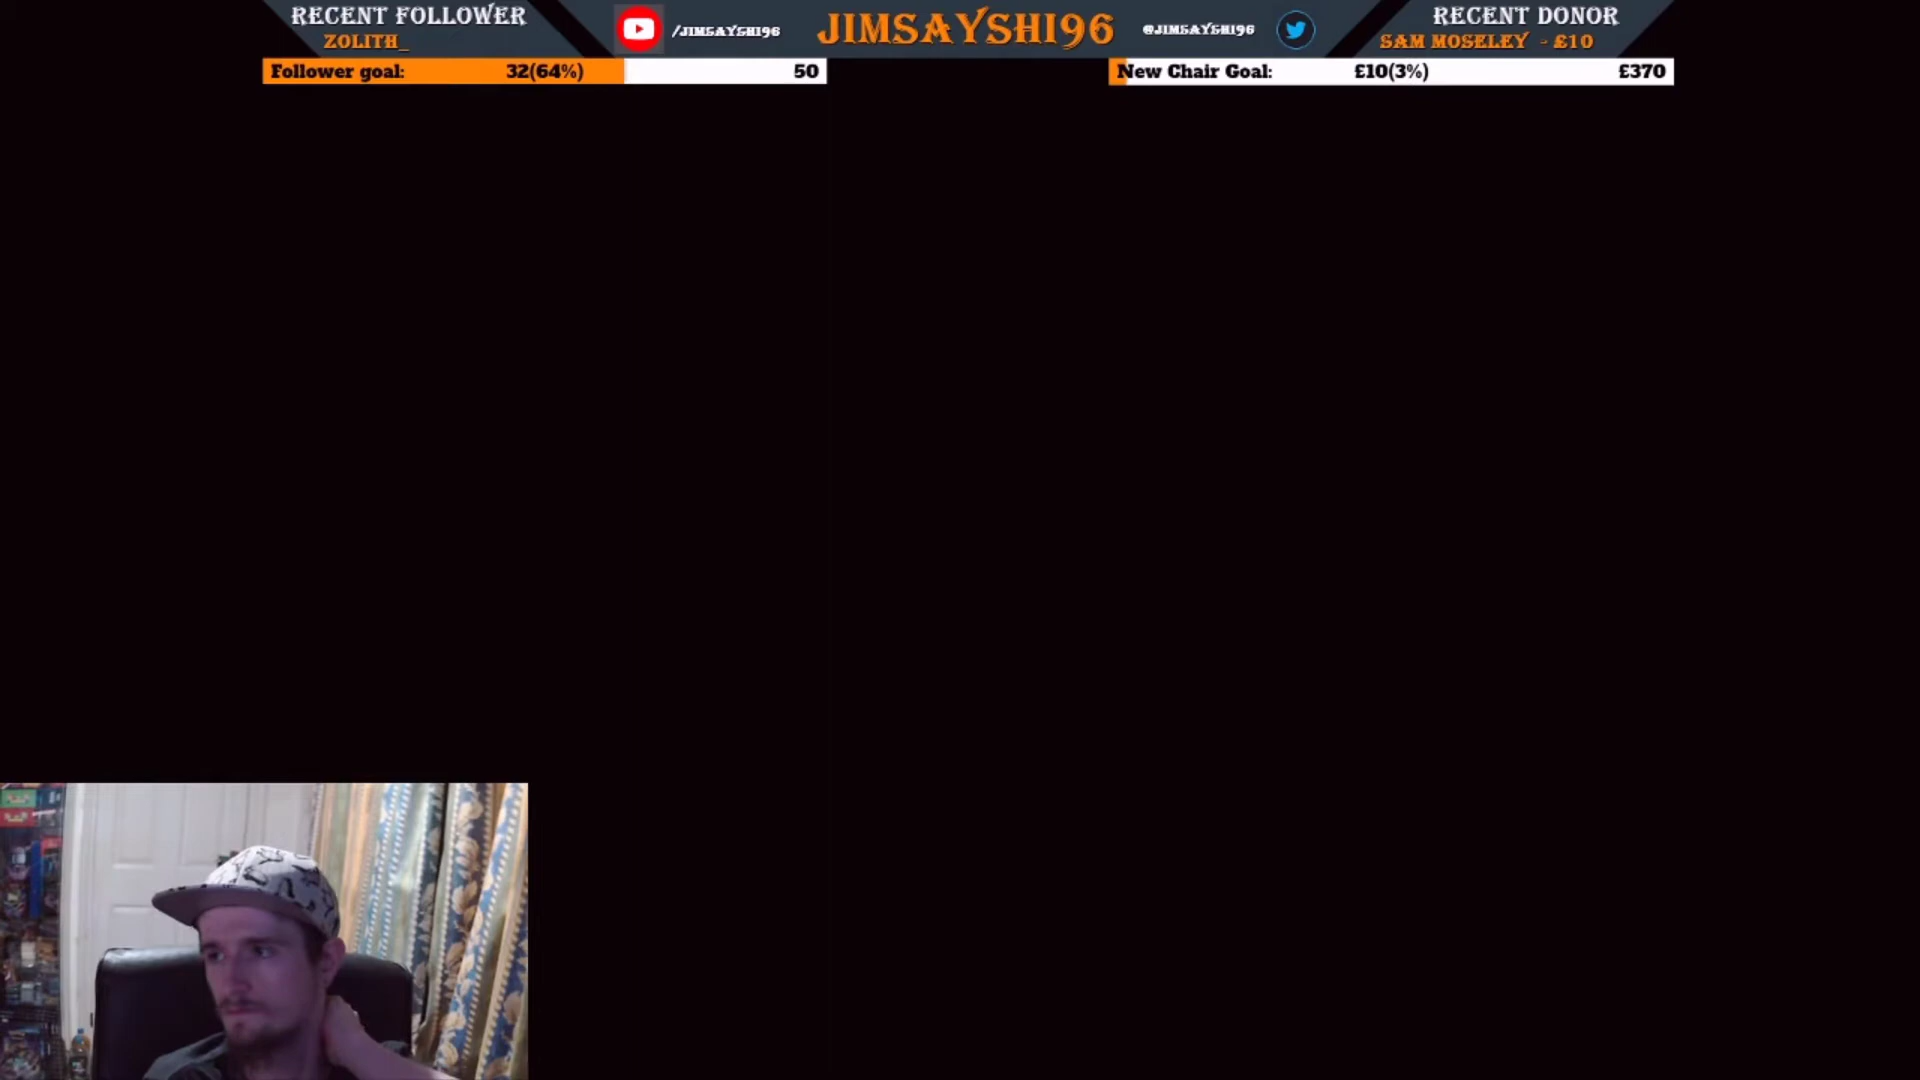 RECENT FOLLOWER
ZOLITH_
/JIMSAYSHI96
JIMSAYSHI96
@JIMSAYSHI96
RECENT DONOR
SAM MOSELEY - £10
Follower goal: 32(64%) 50
New Chair Goal: £10(3%) £370